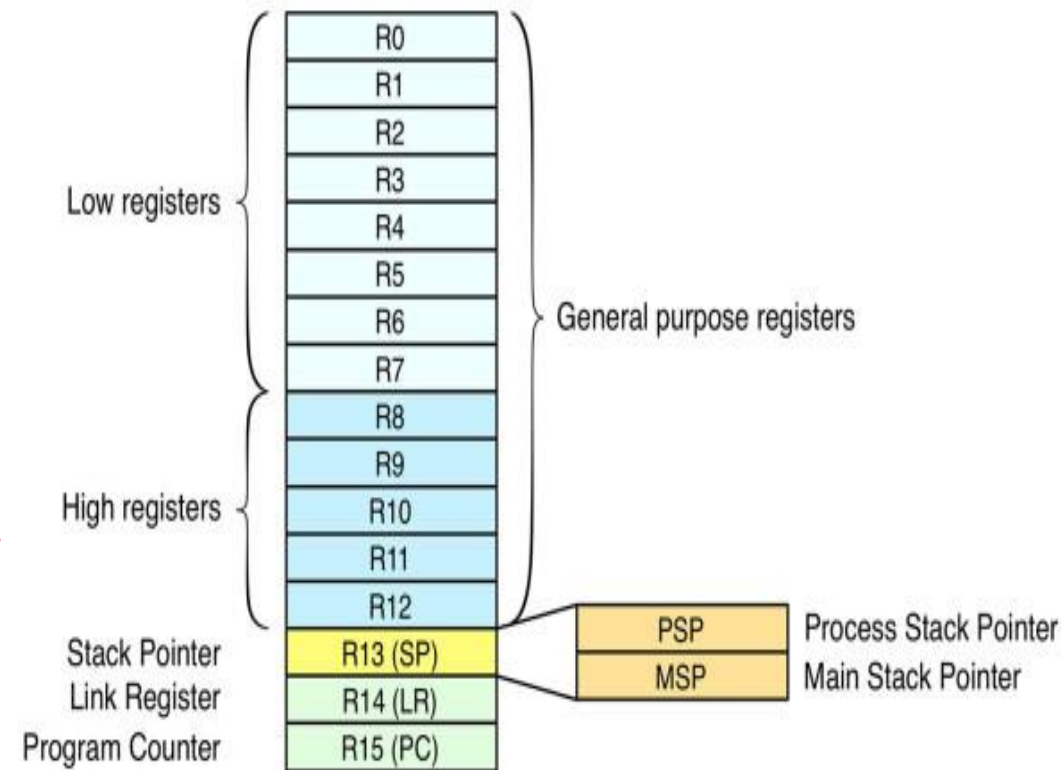 R0
R1
R2
R3
Low registers
R4
R5
R6
General purpose registers
R7
R8
R9
High registers
R10
R11
R12
PSP Process Stack Pointer
Stack Pointer R13 (SP)
MSP Main Stack Pointer
Link Register R14 (LR)
Program Counter R15 (PC)